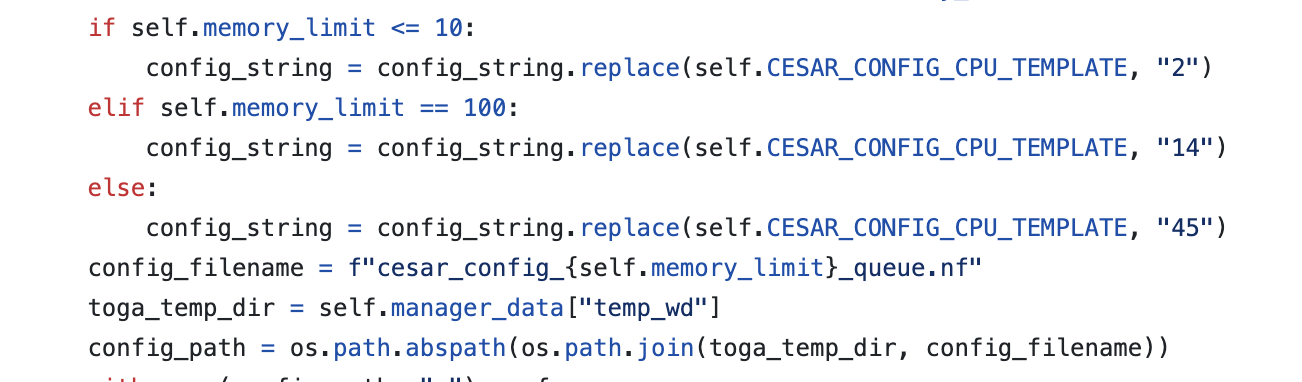 if self.memory_limit <= 10:
    config_string = config_string.replace(self.CESAR_CONFIG_CPU_TEMPLATE, "2")
elif self.memory_limit == 100:
    config_string = config_string.replace(self.CESAR_CONFIG_CPU_TEMPLATE, "14")
else:
    config_string = config_string.replace(self.CESAR_CONFIG_CPU_TEMPLATE, "45")
config_filename = f"cesar_config_{self.memory_limit}_queue.nf"
toga_temp_dir = self.manager_data["temp_wd"]
config_path = os.path.abspath(os.path.join(toga_temp_dir, config_filename))